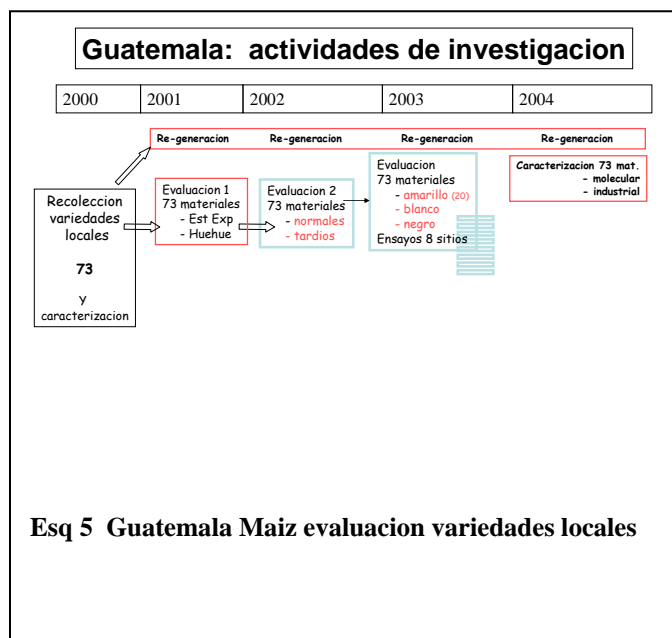 Guatemala: actividades de investigacion
2000 2001 2002 2003 2004
Re-generacion Re-generacion Re-generacion Re-generacion
Recoleccion
variedades
locales
73
Y
caracterizacion
Evaluacion 1
73 materiales
- Est Exp
- Huehue
Evaluacion 2
73 materiales
- normales
- tardios
Evaluacion
73 materiales
- amarillo (20)
- blanco
- negro
Ensayos 8 sitios
Caracterizacion 73 mat.
- molecular
- industrial
Esq 5 Guatemala Maiz evaluacion variedades locales